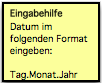 Eingabehilfe
Datum im
folgenden Format
eingeben:

Tag.Monat.Jahr